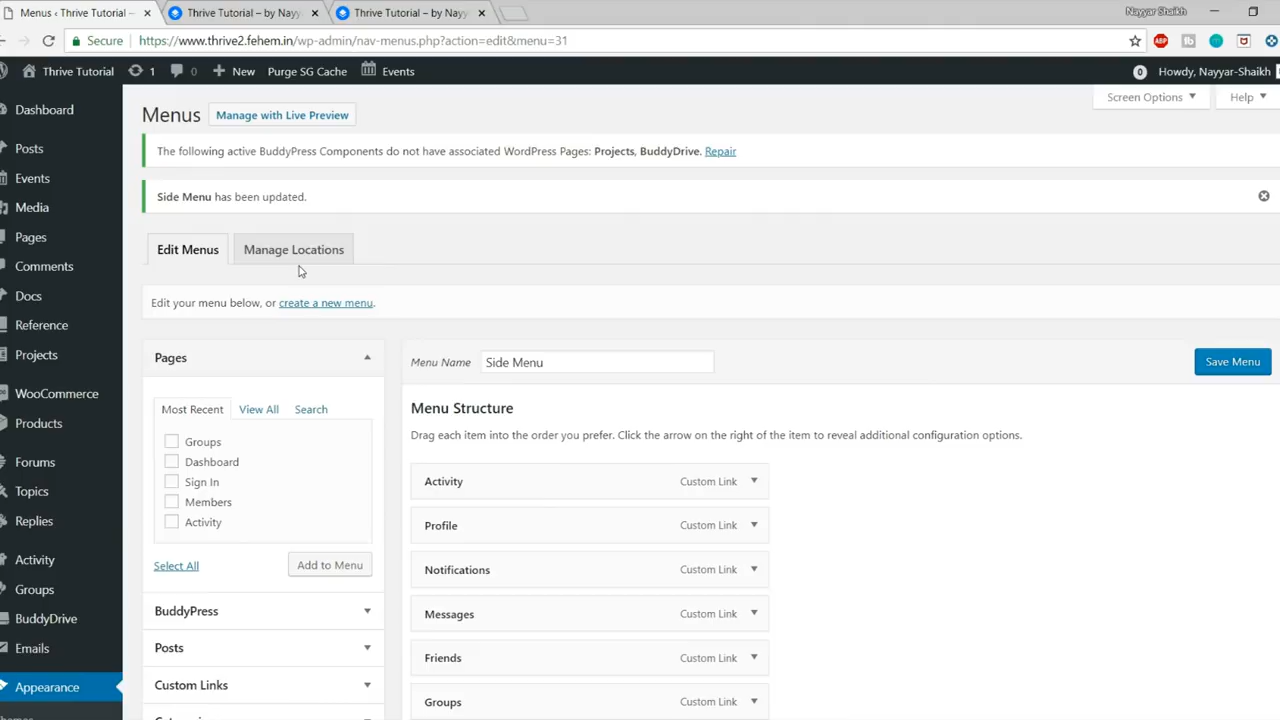 Menus ‹ Thrive Tutorial –
Thrive Tutorial – by Nayy
Thrive Tutorial – by Nayy
Nayyar Shaikh
Secure
https://www.thrive2.fehem.in/wp-admin/nav-menus.php?action=edit&menu=31
ABP
Thrive Tutorial
1
0
New
Purge SG Cache
Events
0
Howdy, Nayyar-Shaikh
Dashboard
Posts
Events
Media
Pages
Comments
Docs
Reference
Projects
WooCommerce
Products
Forums
Topics
Replies
Activity
Groups
BuddyDrive
Emails
Appearance
Menus
Manage with Live Preview
Screen Options
Help
The following active BuddyPress Components do not have associated WordPress Pages: Projects, BuddyDrive. Repair
Side Menu has been updated.
Edit Menus
Manage Locations
Edit your menu below, or create a new menu.
Pages
Most Recent
View All
Search
Groups
Dashboard
Sign In
Members
Activity
Select All
Add to Menu
BuddyPress
Posts
Custom Links
Menu Name
Side Menu
Save Menu
Menu Structure
Drag each item into the order you prefer. Click the arrow on the right of the item to reveal additional configuration options.
Activity Custom Link
Profile Custom Link
Notifications Custom Link
Messages Custom Link
Friends Custom Link
Groups Custom Link